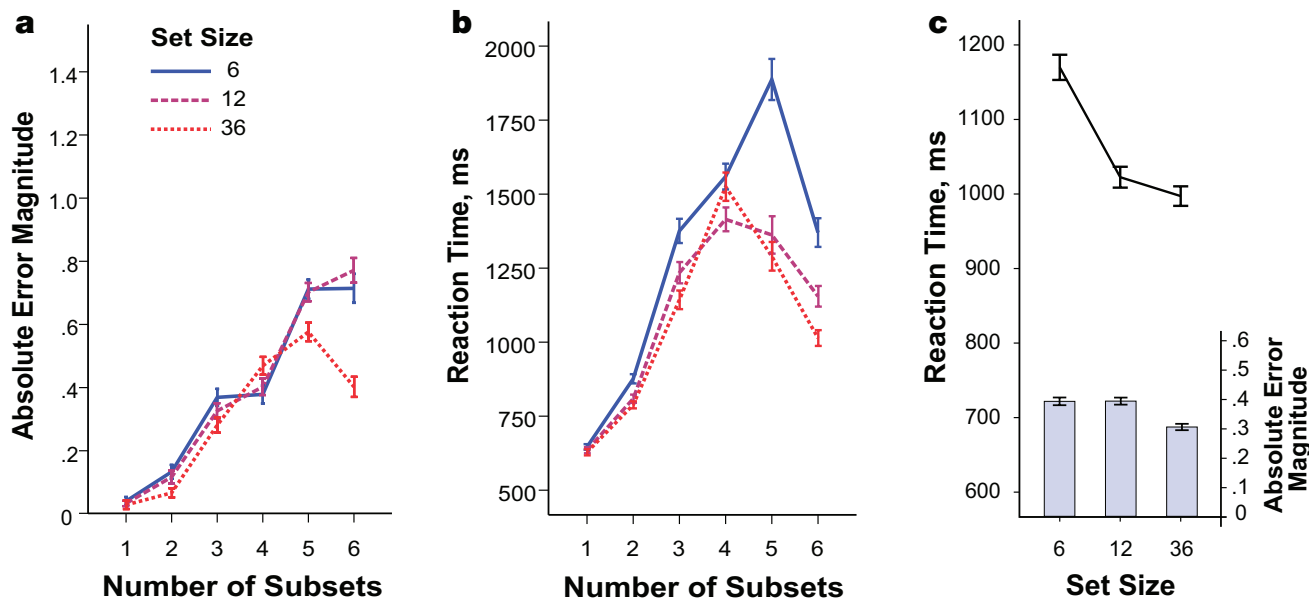 a
Set Size
6
12
36
Absolute Error Magnitude
1.4
1.2
1.0
.8
.6
.4
.2
0
1 2 3 4 5 6
Number of Subsets
b
Reaction Time, ms
2000
1750
1500
1250
1000
750
500
1 2 3 4 5 6
Number of Subsets
c
Reaction Time, ms
1200
1100
1000
900
800
700
600
6 12 36
Set Size
.6
.5
.4
.3
.2
.1
0
Absolute Error
Magnitude